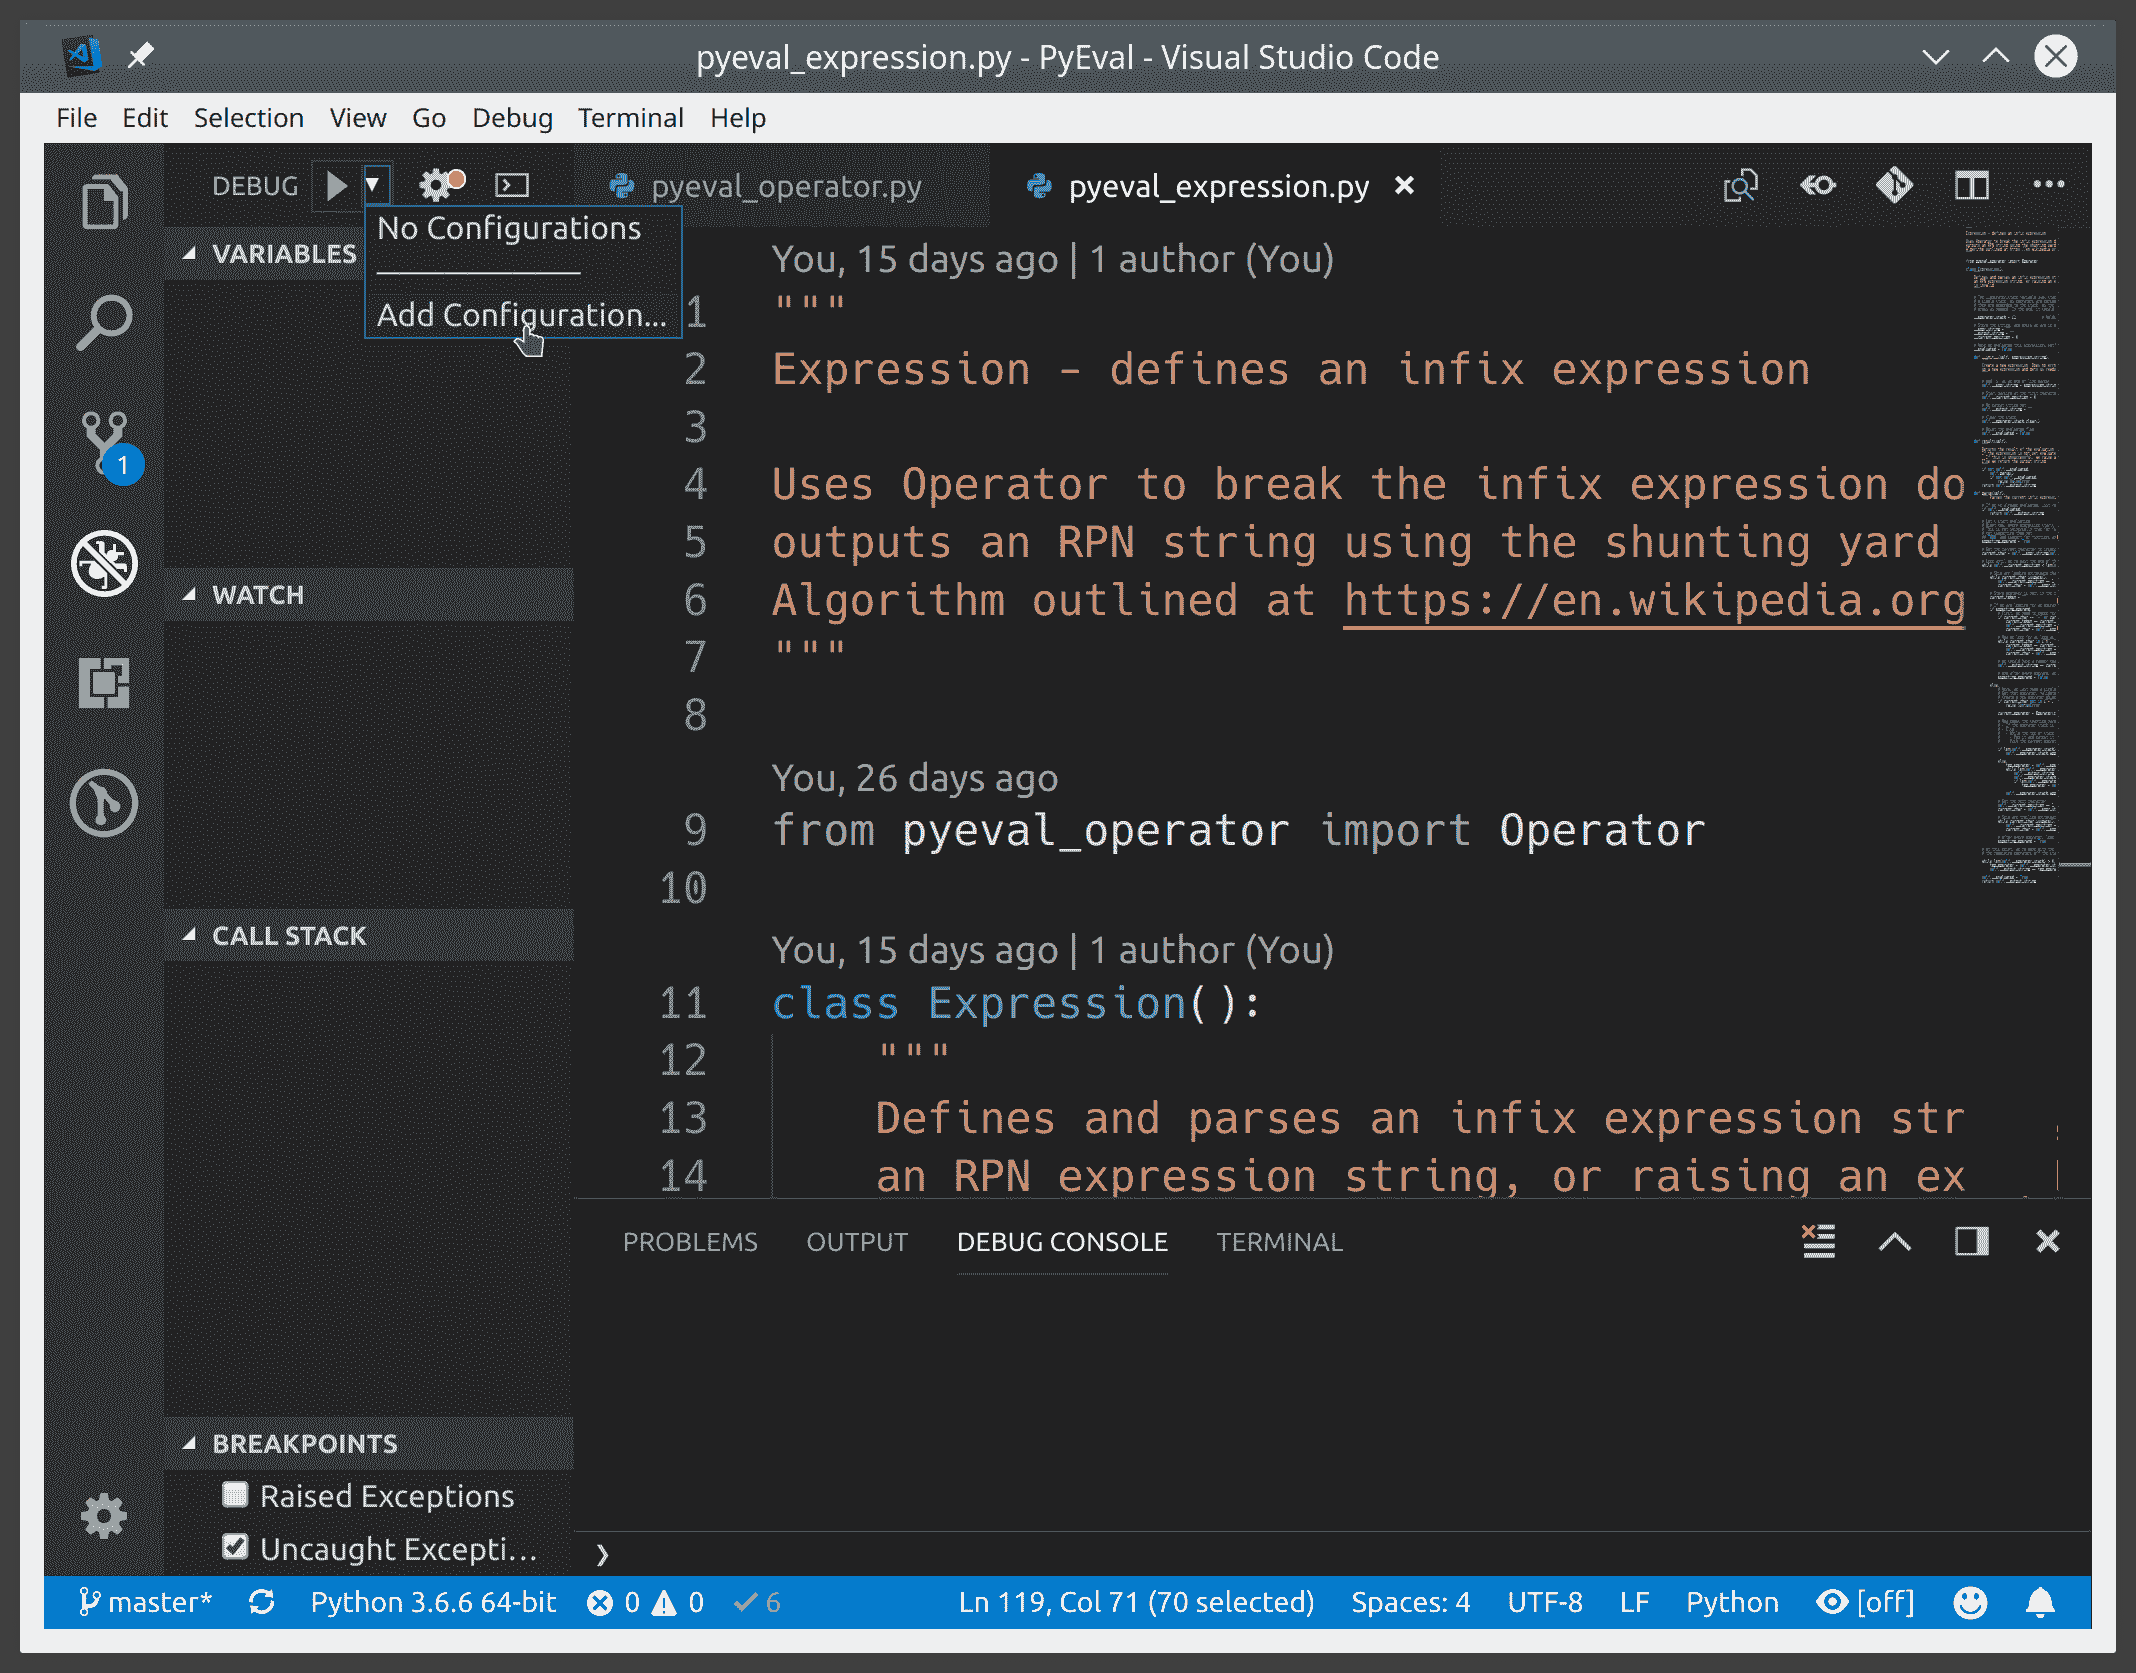 pyeval_expression.py - PyEval - Visual Studio Code
File Edit Selection View Go Debug Terminal Help
DEBUG
No Configurations
Add Configuration...
VARIABLES
WATCH
CALL STACK
BREAKPOINTS
Raised Exceptions
Uncaught Excepti...
1
pyeval_operator.py
pyeval_expression.py
You, 15 days ago | 1 author (You)
1 """
2 Expression - defines an infix expression
3
4 Uses Operator to break the infix expression do
5 outputs an RPN string using the shunting yard
6 Algorithm outlined at https://en.wikipedia.org
7 """
8
You, 26 days ago
9 from pyeval_operator import Operator
10
You, 15 days ago | 1 author (You)
11 class Expression():
12 """
13 Defines and parses an infix expression str
14 an RPN expression string, or raising an ex
PROBLEMS OUTPUT DEBUG CONSOLE TERMINAL
master* Python 3.6.6 64-bit 0 0 6 Ln 119, Col 71 (70 selected) Spaces: 4 UTF-8 LF Python [off]